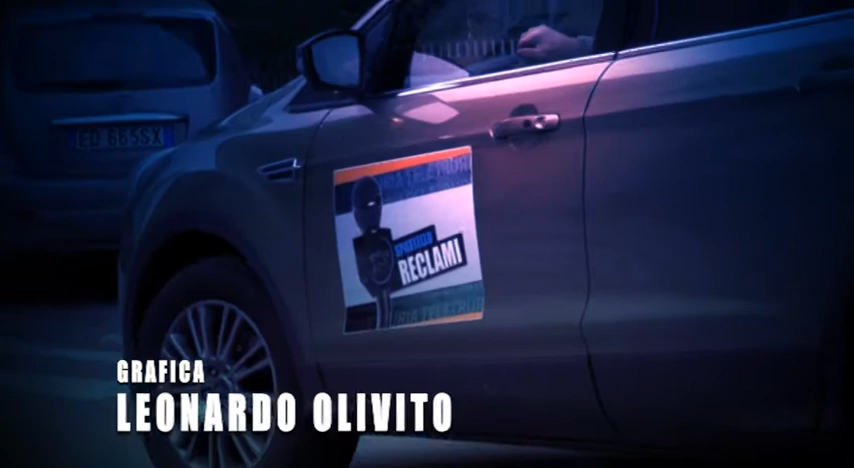 ED 665SX
SPORTELLO
RECLAMI
GRAFICA
LEONARDO OLIVITO